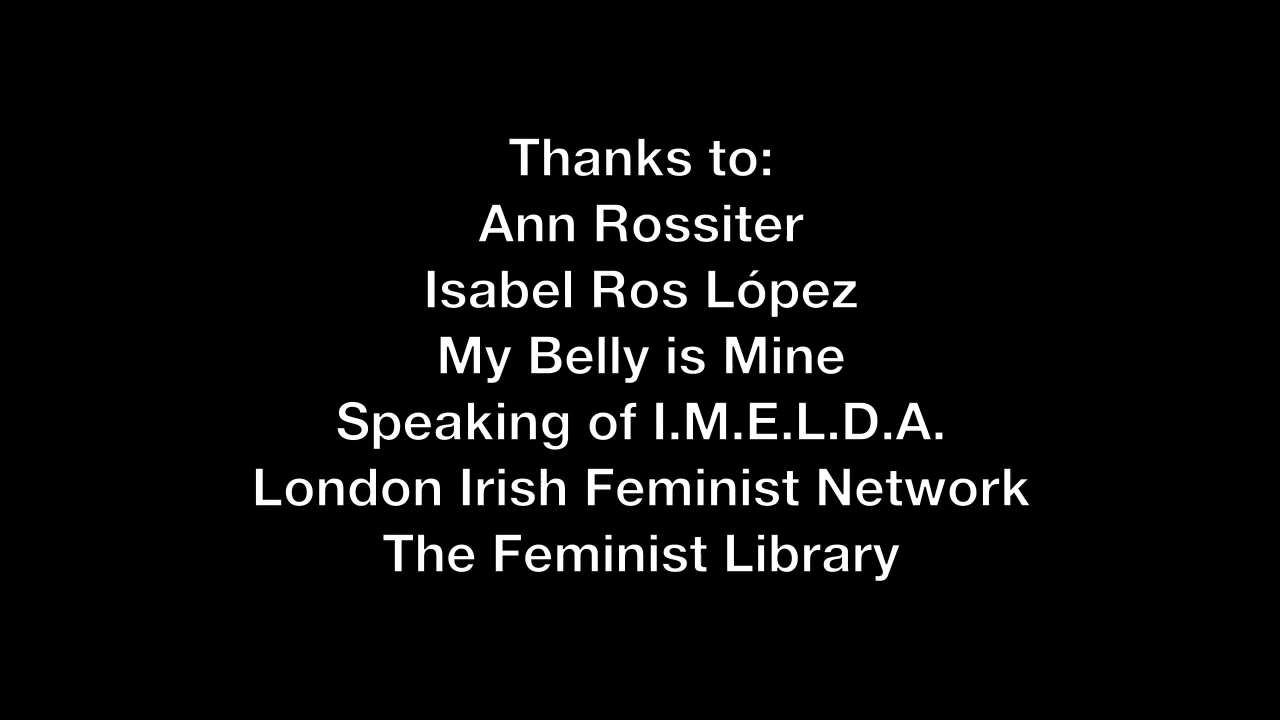 Thanks to:
Ann Rossiter
Isabel Ros López
My Belly is Mine
Speaking of I.M.E.L.D.A.
London Irish Feminist Network
The Feminist Library